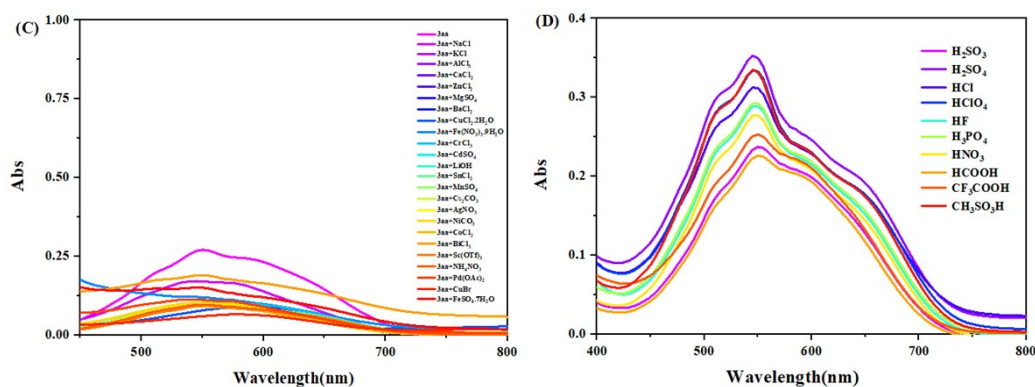 (C)
1.00
0.75
0.50
0.25
0.0
Abs
500
600
700
800
Wavelength(nm)
3aa
3aa+NaCl
3aa+KCl
3aa+AlCl3
3aa+CaCl2
3aa+ZnCl2
3aa+MgSO4
3aa+BaCl2
3aa+CuCl2.2H2O
3aa+Fe(NO3)3.9H2O
3aa+CrCl3
3aa+CdSO4
3aa+LiOH
3aa+SnCl2
3aa+MnSO4
3aa+Cs2CO3
3aa+AgNO3
3aa+NiCO3
3aa+CoCl2
3aa+BiCl3
3aa+Sc(OTf)3
3aa+NH4NO3
3aa+Pd(OAc)2
3aa+CuBr
3aa+FeSO4.7H2O
(D)
0.4
0.3
0.2
0.1
0.0
Abs
400
500
600
700
800
Wavelength(nm)
H2SO3
H2SO4
HCl
HClO4
HF
H3PO4
HNO3
HCOOH
CF3COOH
CH3SO3H